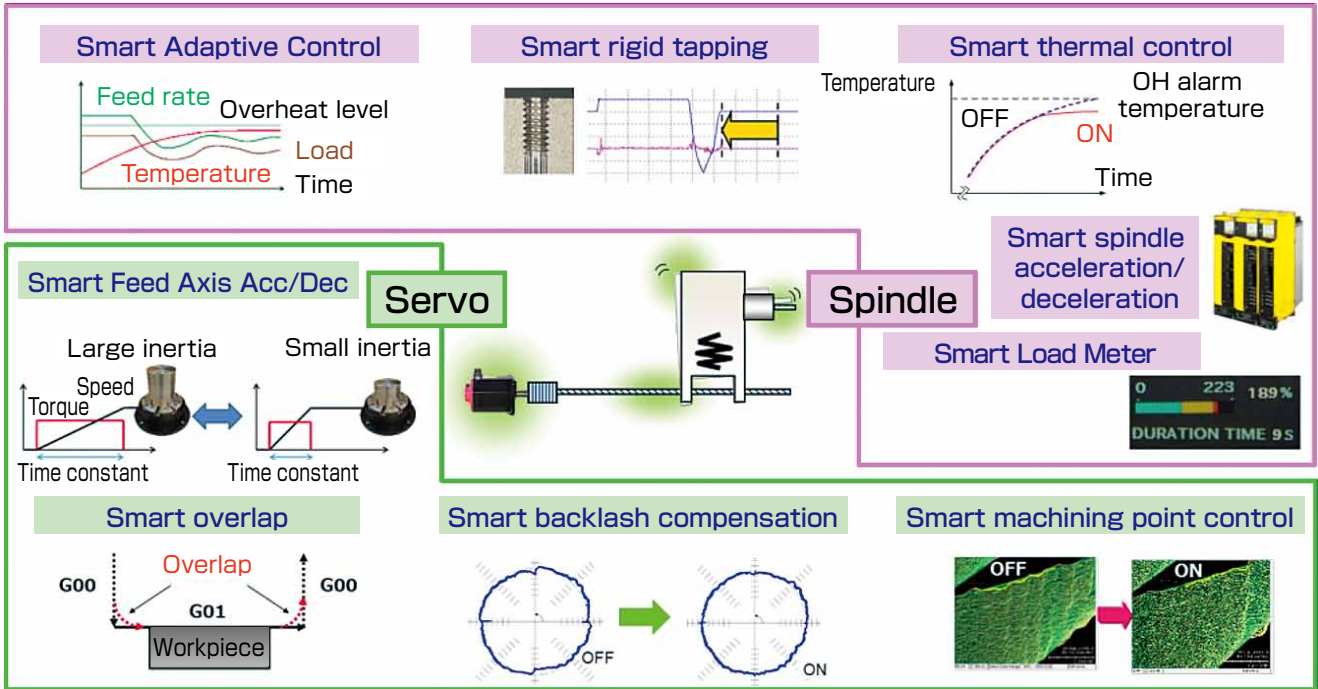 Smart Adaptive Control
Feed rate
Overheat level
Load
Temperature
Time
Smart rigid tapping
Smart thermal control
Temperature
OH alarm
temperature
OFF
ON
Time
Smart spindle
acceleration/
deceleration
Spindle
Smart Load Meter
0 223 189%
DURATION TIME 9S
Servo
Smart Feed Axis Acc/Dec
Large inertia
Small inertia
Speed
Torque
Time constant
Time constant
Smart overlap
G00
Overlap
G00
G01
Workpiece
Smart backlash compensation
OFF
ON
Smart machining point control
OFF
ON